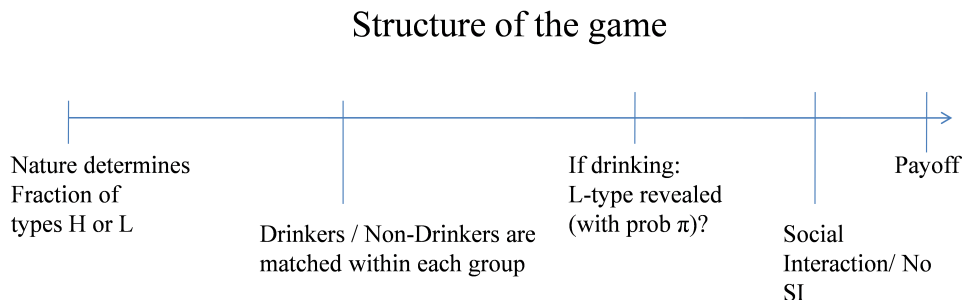 Structure of the game
Nature determines
Fraction of
types H or L
Drinkers / Non-Drinkers are
matched within each group
If drinking:
L-type revealed
(with prob π)?
Social
Interaction/ No
SI
Payoff